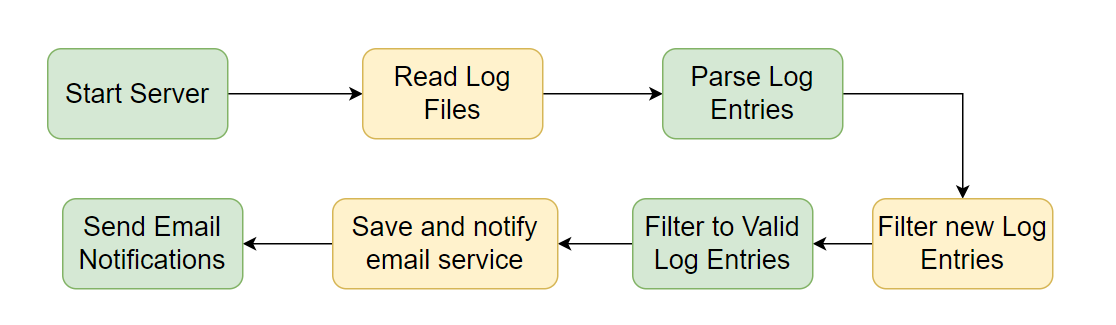 Start Server
Read Log
Files
Parse Log
Entries
Filter new Log
Entries
Filter to Valid
Log Entries
Save and notify
email service
Send Email
Notifications